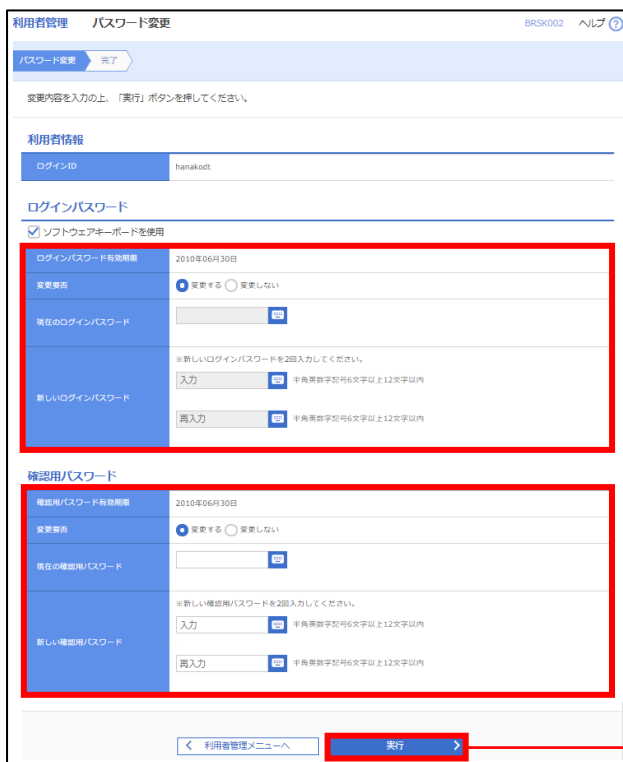 利用者管理 パスワード変更 BRSK002 ヘルプ ?
パスワード変更 完了
変更内容を入力の上、「実行」ボタンを押してください。
利用者情報
ログインID hanakodt
ログインパスワード
ソフトウェアキーボードを使用
ログインパスワード有効期限 2010年06月30日
変更要否 変更する 変更しない
現在のログインパスワード
※新しいログインパスワードを2回入力してください。
新しいログインパスワード
入力 半角英数字記号6文字以上12文字以内
再入力 半角英数字記号6文字以上12文字以内
確認用パスワード
確認用パスワード有効期限 2010年06月30日
変更要否 変更する 変更しない
現在の確認用パスワード
※新しい確認用パスワードを2回入力してください。
入力 半角英数字記号6文字以上12文字以内
新しい確認用パスワード
再入力 半角英数字記号6文字以上12文字以内
利用者管理メニューへ 実行